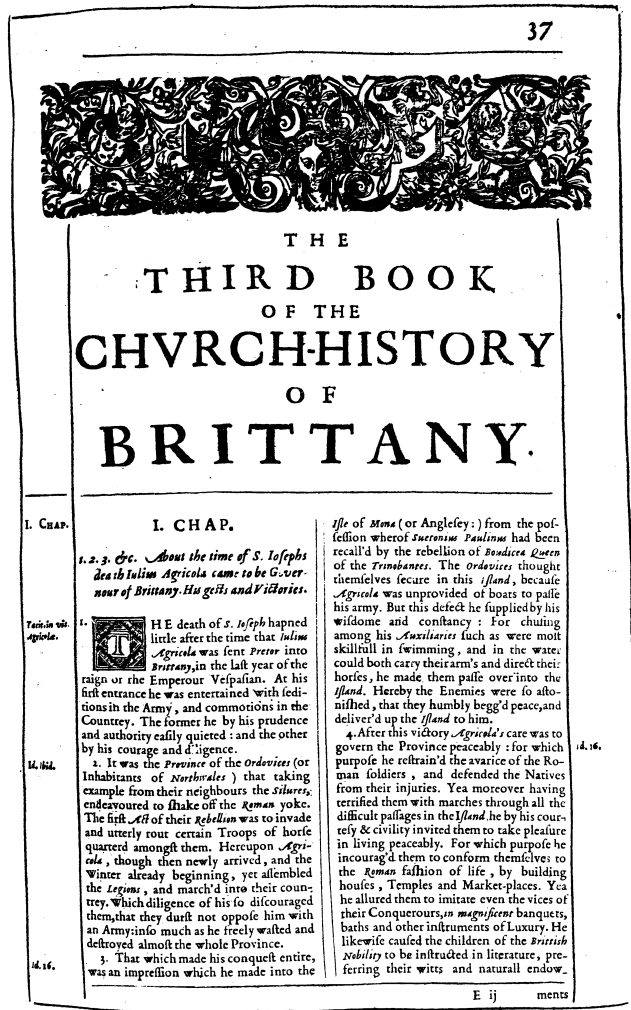 37
THE
THIRD BOOK
OF THE
CHVRCH-HISTORY
OF
BRITTANY.
I. CHAP.
I. CHAP.
1.2.3. &c. About the time of S. Iosephs
death Iulius Agricola came to be Gover-
nour of Brittany. His gests and Victories.
Tacit. in vit.
Agricola.
1. THE death of S. Ioseph hapned
little after the time that Iulius
Agricola was sent Pretor into
Brittany, in the last year of the
raign of the Emperour Vespasian. At his
first entrance he was entertained with sedi-
tions in the Army, and commotions in the
Countrey. The former he by his prudence
and authority easily quieted: and the other
by his courage and diligence.
Id. ibid.
2. It was the Province of the Ordovices (or
Inhabitants of Northwales) that taking
example from their neighbours the Silures,
endeavoured to shake off the Roman yoke.
The first Act of their Rebellion was to invade
and utterly rout certain Troops of horse
quarterd amongst them. Hereupon Agri-
cola, though then newly arrived, and the
Winter already beginning, yet assembled
the Legions, and march'd into their coun-
trey. Which diligence of his so discouraged
them, that they durst not oppose him with
an Army: inso much as he freely wasted and
destroyed almost the whole Province.
Id. 16.
3. That which made his conquest entire,
was an impression which he made into the
Isle of Mona (or Anglesey:) from the pos-
session wherof Suetonius Paulinus had been
recall'd by the rebellion of Boudicea Queen
of the Trinobantes. The Ordovices thought
themselves secure in this island, because
Agricola was unprovided of boats to passe
his army. But this defect he supplied by his
wisdome and constancy: For chusing
among his Auxiliaries such as were most
skillfull in swimming, and in the water
could both carry their arm's and direct their
horses, he made them passe over into the
Island. Hereby the Enemies were so asto-
nished, that they humbly begg'd peace, and
deliver'd up the Island to him.
4. After this victory Agricola's care was to
govern the Province peaceably: for which
purpose he restrain'd the avarice of the Ro-
man soldiers, and defended the Natives
from their injuries. Yea moreover having
terrified them with marches through all the
difficult passages in the Island, he by his cour-
tesy & civility invited them to take pleasure
in living peaceably. For which purpose he
incourag'd them to conform themselves to
the Roman fashion of life, by building
houses, Temples and Market-places. Yea
he allured them to imitate even the vices of
their Conquerours, in magnificent banquets,
baths and other instruments of Luxury. He
likewise caused the children of the Brittish
Nobility to be instructed in literature, pre-
ferring their witts and naturall endow-
id. 16.
E ij ments